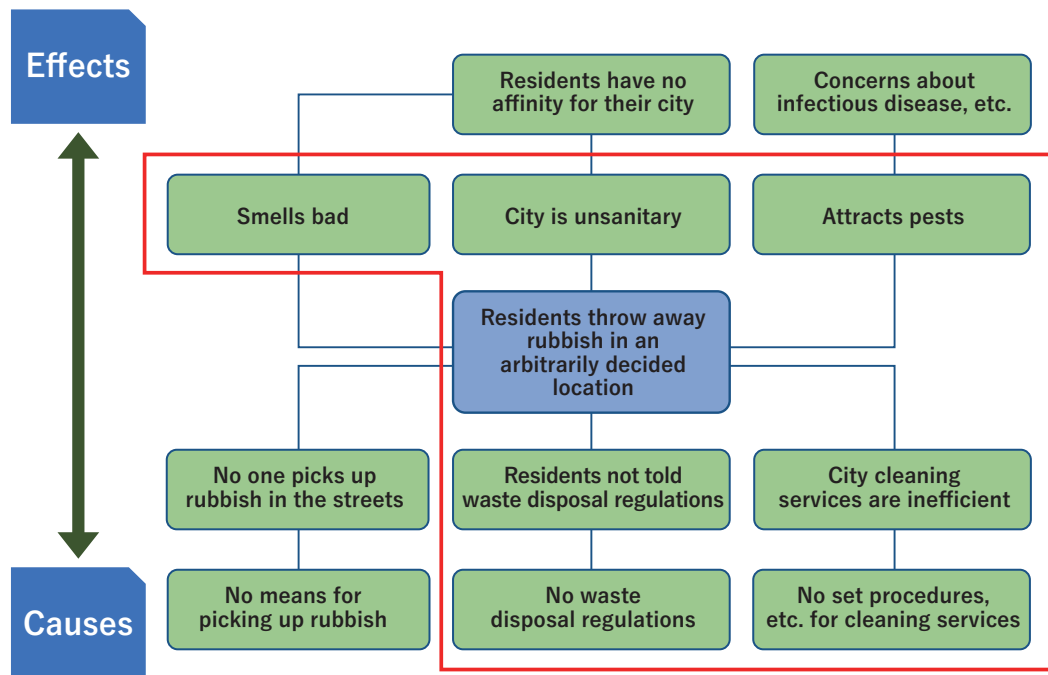 Effects
Residents have no
affinity for their city
Concerns about
infectious disease, etc.
Smells bad
City is unsanitary
Attracts pests
Residents throw away
rubbish in an
arbitrarily decided
location
No one picks up
rubbish in the streets
Residents not told
waste disposal regulations
City cleaning
services are inefficient
Causes
No means for
picking up rubbish
No waste
disposal regulations
No set procedures,
etc. for cleaning services